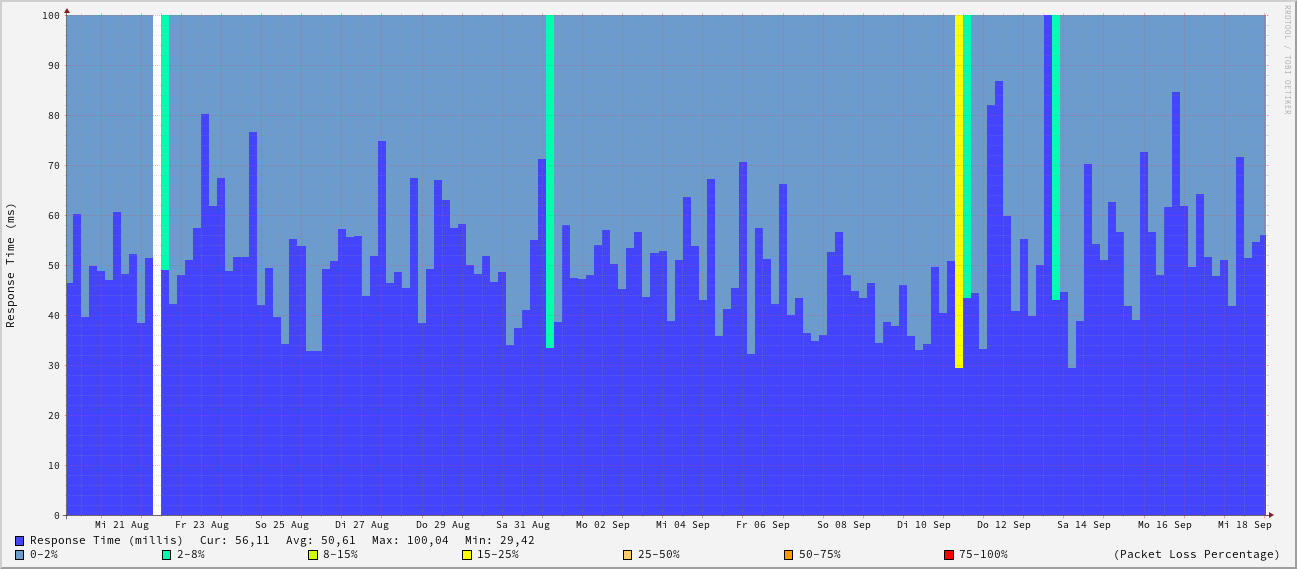 RRDTOOL / TOBI OETIKER
Response Time (ms)
100
90
80
70
60
50
40
30
20
10
0
Mi 21 Aug Fr 23 Aug So 25 Aug Di 27 Aug Do 29 Aug Sa 31 Aug Mo 02 Sep Mi 04 Sep Fr 06 Sep So 08 Sep Di 10 Sep Do 12 Sep Sa 14 Sep Mo 16 Sep Mi 18 Sep
Response Time (millis) Cur: 56,11 Avg: 50,61 Max: 100,04 Min: 29,42
0-2% 2-8% 8-15% 15-25% 25-50% 50-75% 75-100% (Packet Loss Percentage)